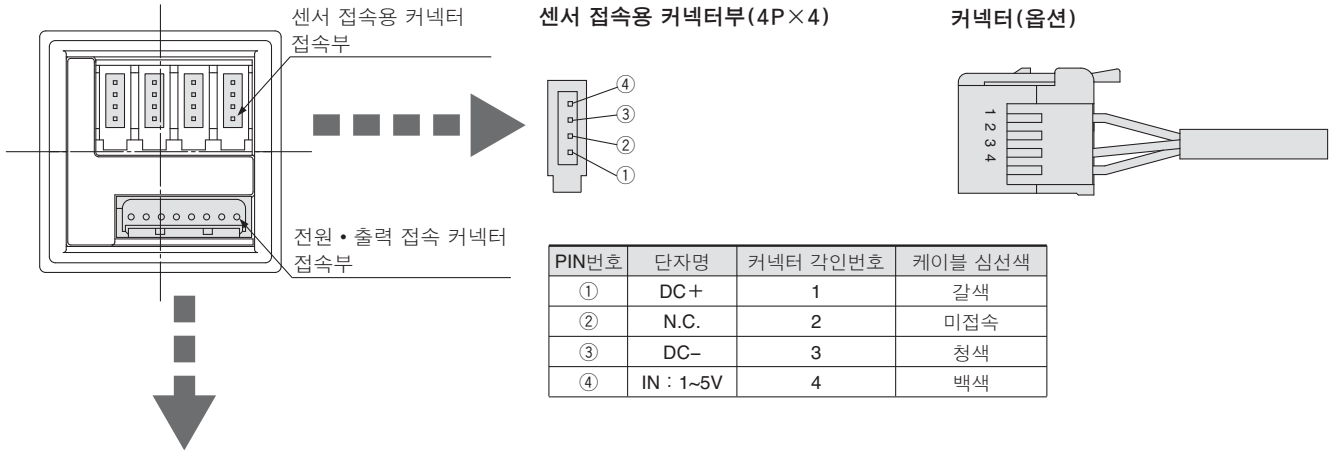 센서 접속용 커넥터
접속부
센서 접속용 커넥터부(4P×4)
커넥터(옵션)
④
③
②
①
1
2
3
4
전원 • 출력 접속 커넥터
접속부
PIN번호 단자명 커넥터 각인번호 케이블 심선색
① DC+ 1 갈색
② N.C. 2 미접속
③ DC– 3 청색
④ IN : 1~5V 4 백색